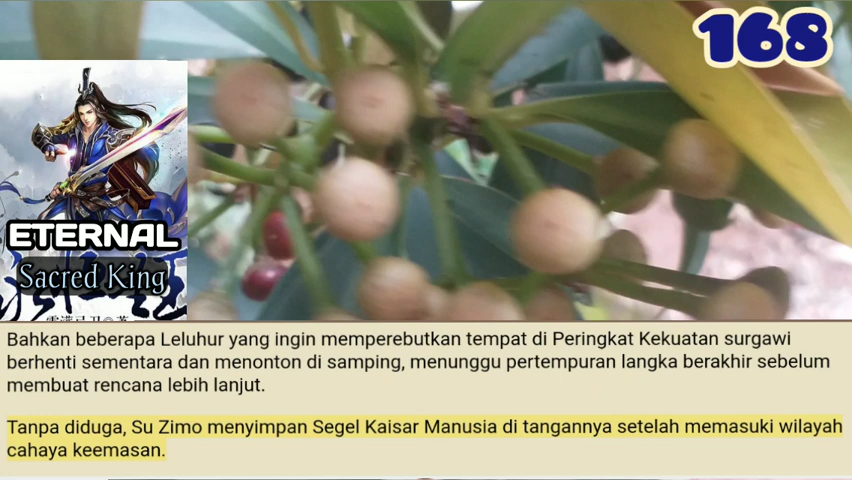 168
ETERNAL
Sacred King
Bahkan beberapa Leluhur yang ingin memperebutkan tempat di Peringkat Kekuatan surgawi
berhenti sementara dan menonton di samping, menunggu pertempuran langka berakhir sebelum
membuat rencana lebih lanjut.
Tanpa diduga, Su Zimo menyimpan Segel Kaisar Manusia di tangannya setelah memasuki wilayah
cahaya keemasan.